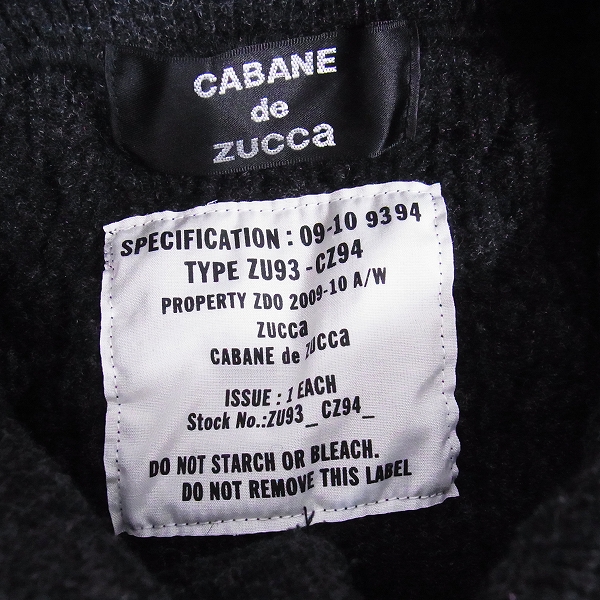 CABANE
de
zucca
SPECIFICATION : 09-10 9394
TYPE ZU93-CZ94
PROPERTY ZDO 2009-10 A/W
ZUCCa
CABANE de ZUCCa
ISSUE : 1 EACH
Stock No.:ZU93_ CZ94_
DO NOT STARCH OR BLEACH.
DO NOT REMOVE THIS LABEL